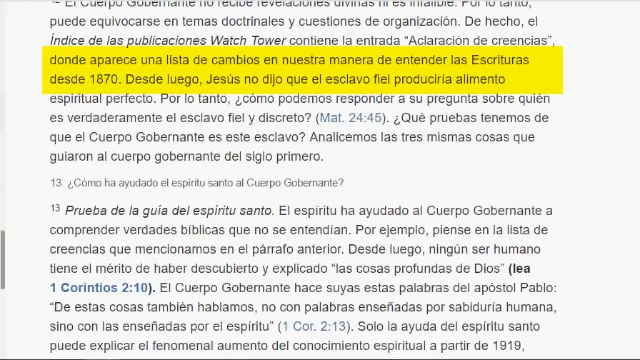 El Cuerpo Gobernante no recibe revelaciones divinas ni es infalible. Por lo tanto,
puede equivocarse en temas doctrinales y cuestiones de organización. De hecho, el
Índice de las publicaciones Watch Tower contiene la entrada “Aclaración de creencias”,
donde aparece una lista de cambios en nuestra manera de entender las Escrituras
desde 1870. Desde luego, Jesús no dijo que el esclavo fiel produciría alimento
espiritual perfecto. Por lo tanto, ¿cómo podemos responder a su pregunta sobre quién
es verdaderamente el esclavo fiel y discreto? (Mat. 24:45). ¿Qué pruebas tenemos de
que el Cuerpo Gobernante es este esclavo? Analicemos las tres mismas cosas que
guiaron al cuerpo gobernante del siglo primero.
13. ¿Cómo ha ayudado el espíritu santo al Cuerpo Gobernante?
13 Prueba de la guía del espíritu santo. El espíritu ha ayudado al Cuerpo Gobernante a
comprender verdades bíblicas que no se entendían. Por ejemplo, piense en la lista de
creencias que mencionamos en el párrafo anterior. Desde luego, ningún ser humano
tiene el mérito de haber descubierto y explicado “las cosas profundas de Dios” (lea
1 Corintios 2:10). El Cuerpo Gobernante hace suyas estas palabras del apóstol Pablo:
“De estas cosas también hablamos, no con palabras enseñadas por sabiduría humana,
sino con las enseñadas por el espíritu” (1 Cor. 2:13). Solo la ayuda del espíritu santo
puede explicar el fenomenal aumento del conocimiento espiritual a partir de 1919,